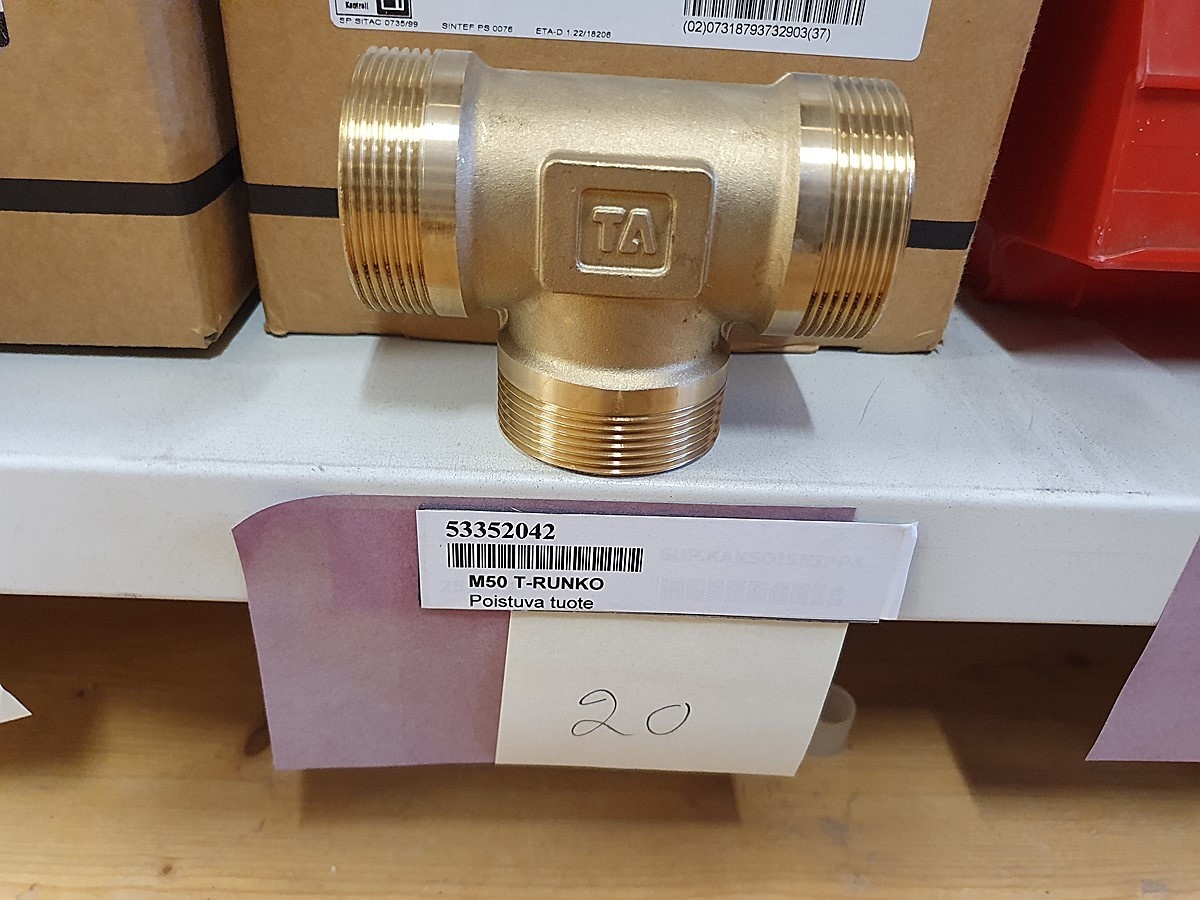 Kontroll
SP SITAC 0735/99
SINTEF PS 0076
ETA-D 1.22/18206
(02)07318793732903(37)
TA
53352042
M50 T-RUNKO
Poistuva tuote
20